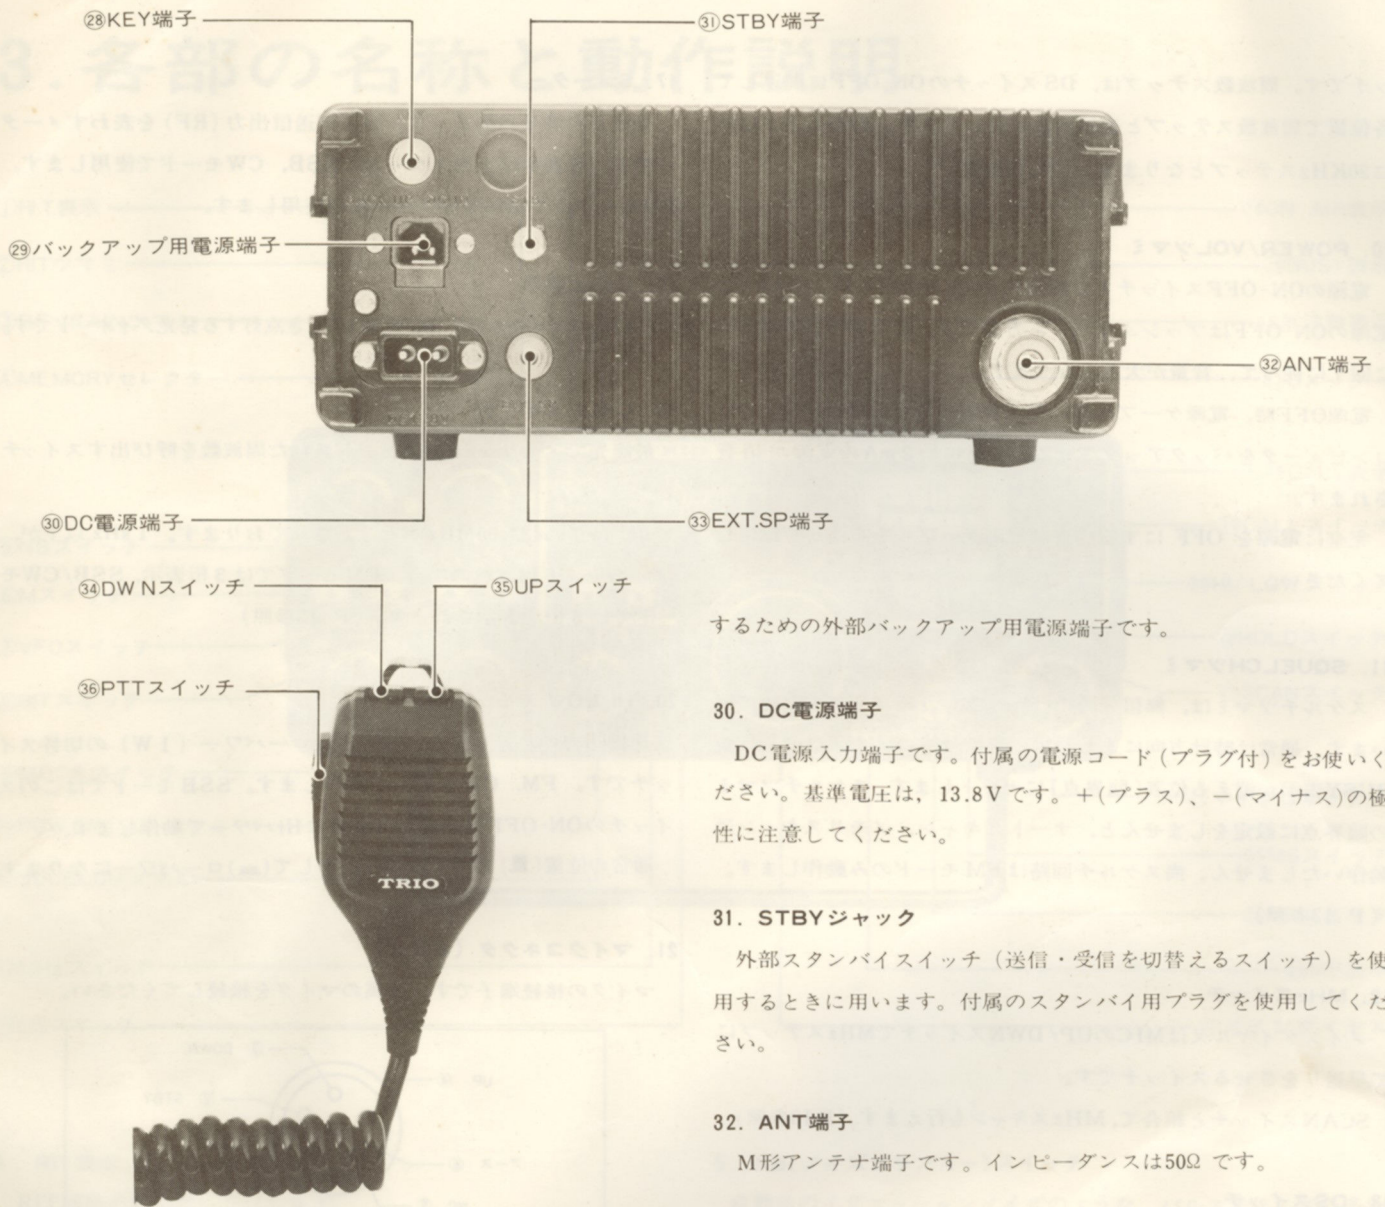 ㉘KEY端子
㉛STBY端子
㉙バックアップ用電源端子
㉜ANT端子
㉚DC電源端子
㉝EXT.SP端子
㉞DWNスイッチ
㉟UPスイッチ
㊱PTTスイッチ
TRIO
するための外部バックアップ用電源端子です。
30. DC電源端子
DC電源入力端子です。付属の電源コード(プラグ付)をお使いく
ださい。基準電圧は, 13.8Vです。+(プラス)、-(マイナス)の極
性に注意してください。
31. STBYジャック
外部スタンバイスイッチ(送信・受信を切替えるスイッチ)を使
用するときに用います。付属のスタンバイ用プラグを使用してくだ
さい。
32. ANT端子
M形アンテナ端子です。インピーダンスは50Ω です。